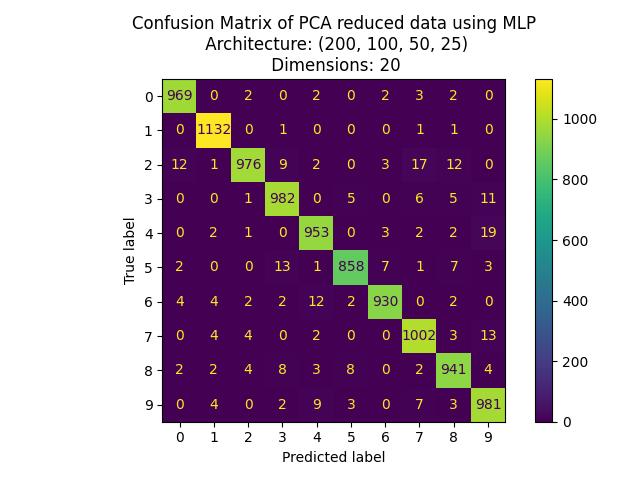 Confusion Matrix of PCA reduced data using MLP
Architecture: (200, 100, 50, 25)
Dimensions: 20
0 969 0 2 0 2 0 2 3 2 0
1 0 1132 0 1 0 0 0 1 1 0
2 12 1 976 9 2 0 3 17 12 0
3 0 0 1 982 0 5 0 6 5 11
4 0 2 1 0 953 0 3 2 2 19
5 2 0 0 13 1 858 7 1 7 3
6 4 4 2 2 12 2 930 0 2 0
7 0 4 4 0 2 0 0 1002 3 13
8 2 2 4 8 3 8 0 2 941 4
9 0 4 0 2 9 3 0 7 3 981
0 1 2 3 4 5 6 7 8 9
Predicted label
True label
1000
800
600
400
200
0